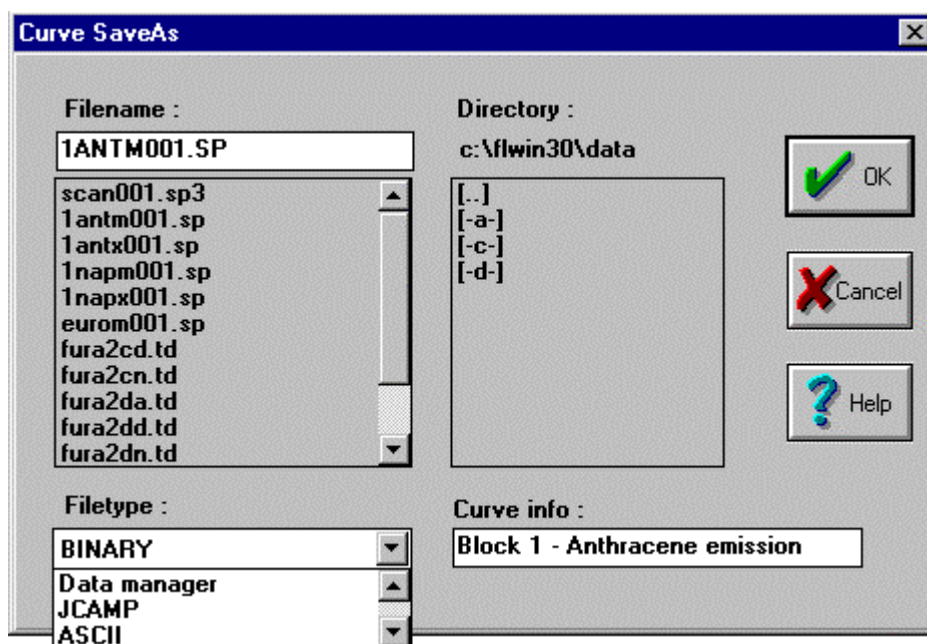 Curve SaveAs
Filename :
1ANTM001.SP
scan001.sp3
1antm001.sp
1antx001.sp
1napm001.sp
1napx001.sp
eurom001.sp
fura2cd.td
fura2cn.td
fura2da.td
fura2dd.td
fura2dn.td
Directory :
c:\flwin30\data
[..]
[-a-]
[-c-]
[-d-]
OK
Cancel
Help
Filetype :
BINARY
Data manager
JCAMP
ASCII
Curve info :
Block 1 - Anthracene emission